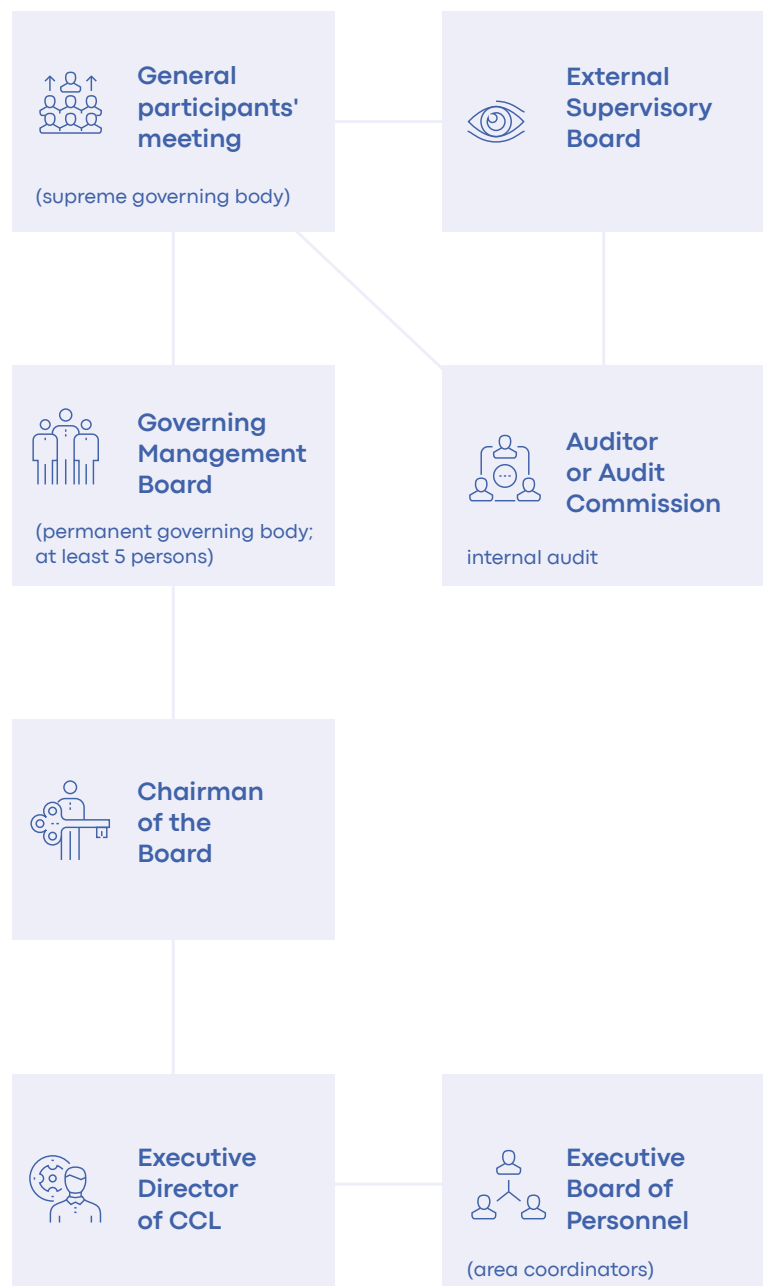 General
participants'
meeting
(supreme governing body)
External
Supervisory
Board
Governing
Management
Board
(permanent governing body;
at least 5 persons)
Auditor
or Audit
Commission
internal audit
Chairman
of the
Board
Executive
Director
of CCL
Executive
Board of
Personnel
(area coordinators)